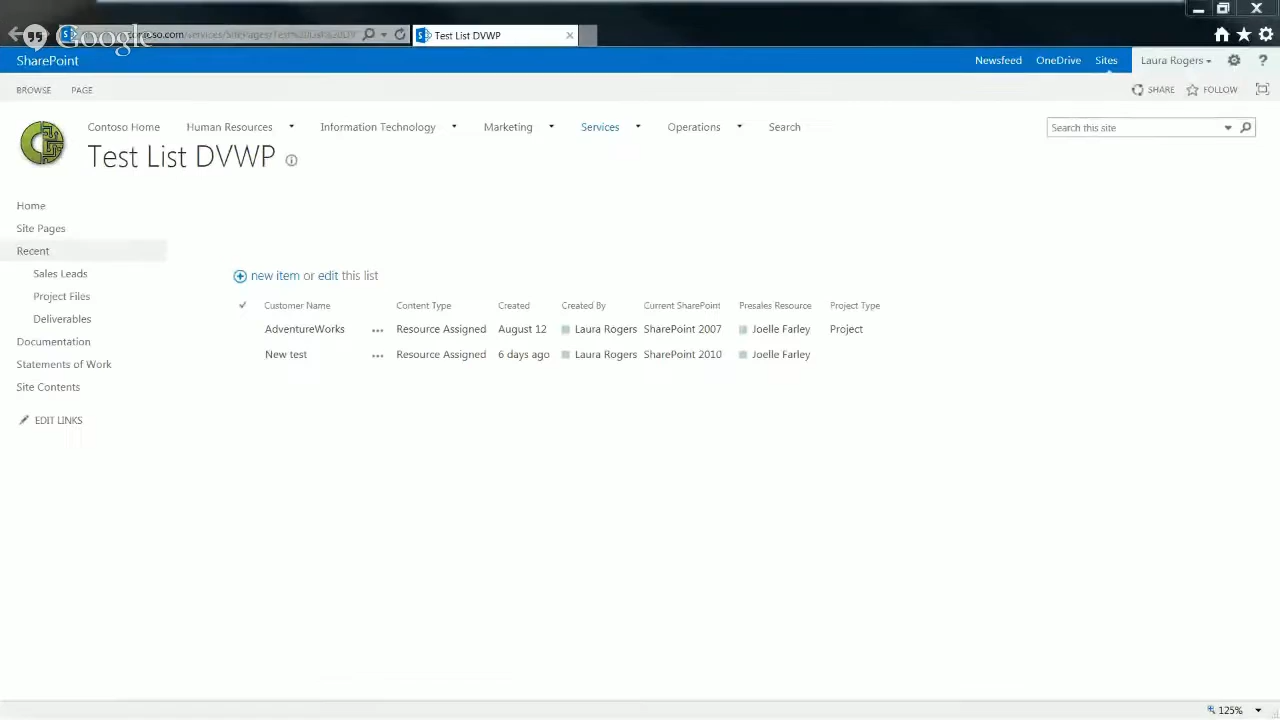 Google
Test List DVWP
SharePoint
Newsfeed OneDrive Sites Laura Rogers
BROWSE PAGE
SHARE FOLLOW
Contoso Home Human Resources Information Technology Marketing Services Operations Search
Search this site
Test List DVWP
Home
Site Pages
Recent
Sales Leads
Project Files
Deliverables
Documentation
Statements of Work
Site Contents
EDIT LINKS
new item or edit this list
Customer Name Content Type Created Created By Current SharePoint Presales Resource Project Type
AdventureWorks ... Resource Assigned August 12 Laura Rogers SharePoint 2007 Joelle Farley Project
New test ... Resource Assigned 6 days ago Laura Rogers SharePoint 2010 Joelle Farley
125%